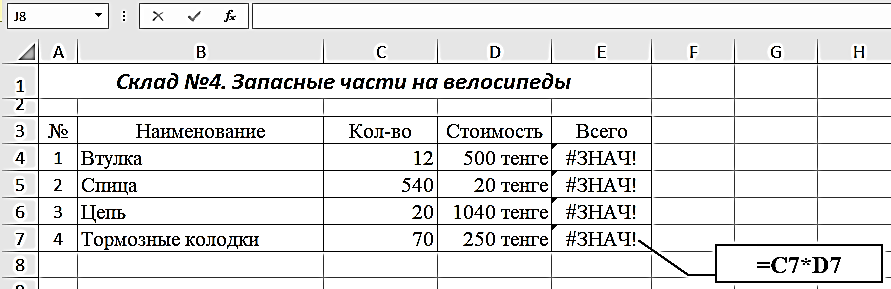 J8 fx
A B C D E F G H
1 Склад №4. Запасные части на велосипеды
2
3 № Наименование Кол-во Стоимость Всего
4 1 Втулка 12 500 тенге #ЗНАЧ!
5 2 Спица 540 20 тенге #ЗНАЧ!
6 3 Цепь 20 1040 тенге #ЗНАЧ!
7 4 Тормозные колодки 70 250 тенге #ЗНАЧ!
8 =C7*D7